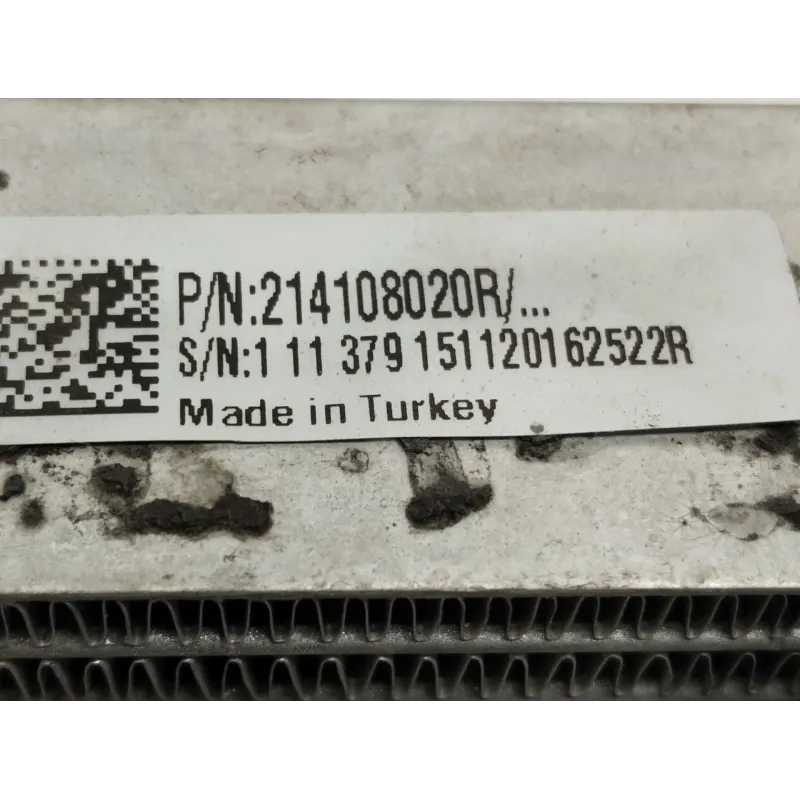 P/N:214108020R/...
S/N:1 11 379 151120162522R
Made in Turkey